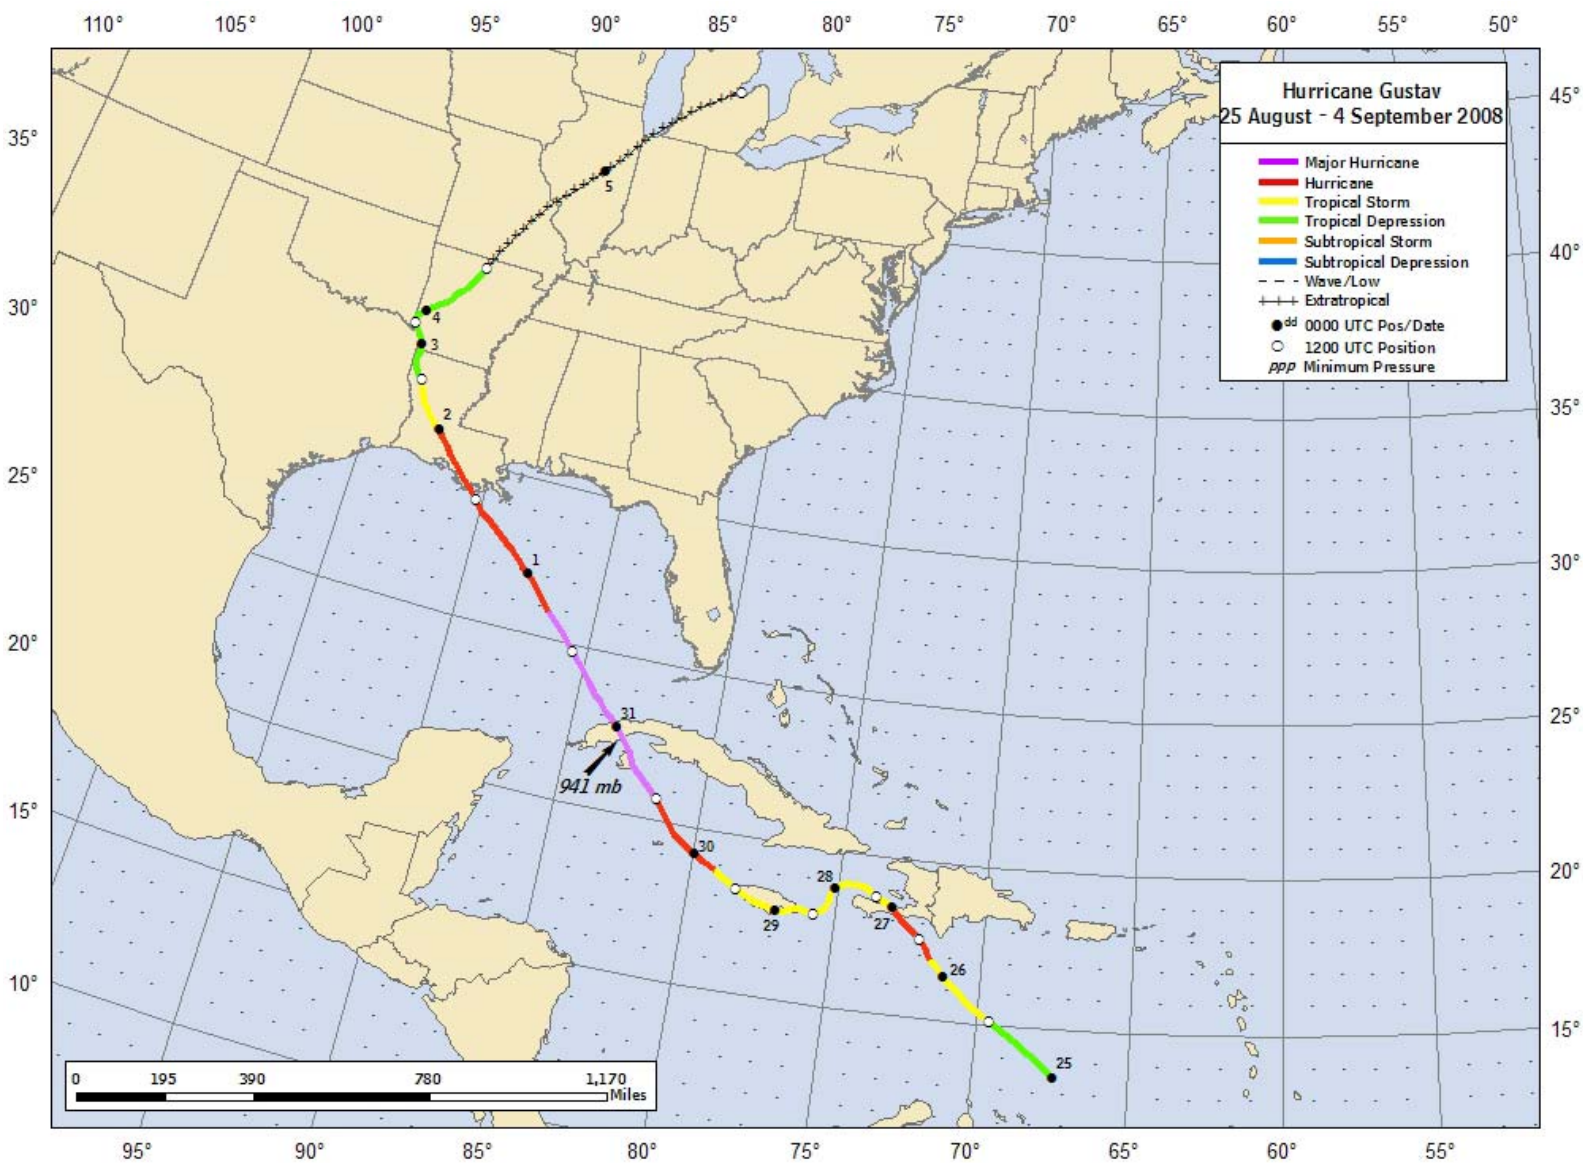 110° 105° 100° 95° 90° 85° 80° 75° 70° 65° 60° 55° 50°
Hurricane Gustav
25 August - 4 September 2008
Major Hurricane
Hurricane
Tropical Storm
Tropical Depression
Subtropical Storm
Subtropical Depression
Wave/Low
Extratropical
dd 0000 UTC Pos/Date
1200 UTC Position
ppp Minimum Pressure
45°
35°
5
40°
30°
4
3
35°
2
25°
1
30°
20°
31
25°
941 mb
15°
30
28
20°
29
27
26
10°
15°
25
0 195 390 780 1,170
Miles
95° 90° 85° 80° 75° 70° 65° 60° 55°